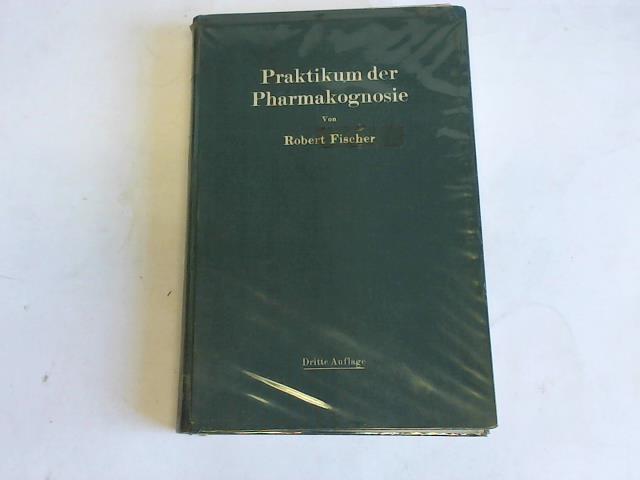 Praktikum der
Pharmakognosie
Von
Robert Fischer
Dritte Auflage